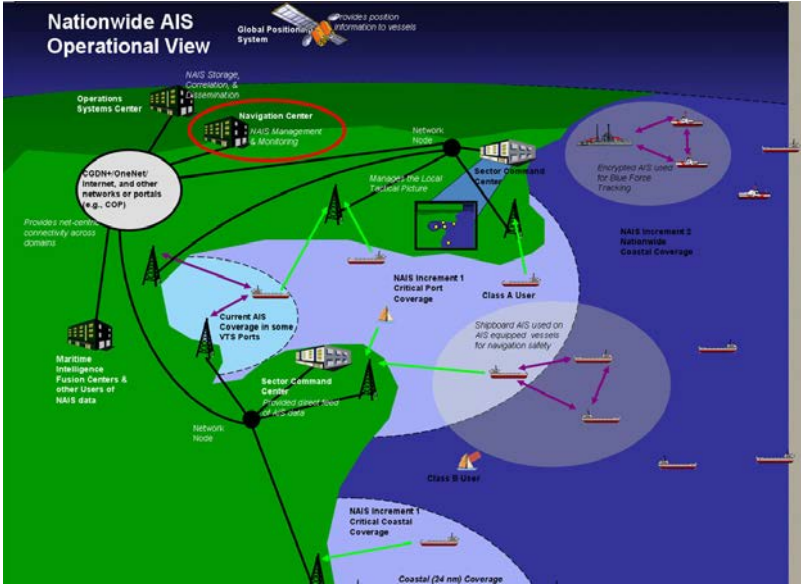 Nationwide AIS
Operational View
Global Positioning
System
Provides position
information to vessels
NAIS Storage,
Correlation, &
Dissemination
Operations
Systems Center
Navigation Center
NAIS Management
& Monitoring
Network
Node
Sector Command
Center
Encrypted AIS used
for Blue Force
Tracking
CGDN+/OneNet/
Internet, and other
networks or portals
(e.g., COP)
Manages the Local
Tactical Picture
Provides net-centric
connectivity across
domains
NAIS Increment 2
Nationwide
Coastal Coverage
NAIS Increment 1
Critical Port
Coverage
Class A User
Current AIS
Coverage in some
VTS Ports
Shipboard AIS used on
AIS equipped vessels
for navigation safety
Maritime
Intelligence
Fusion Centers &
other Users of
NAIS data
Sector Command
Center
Provided direct feed
of AIS data
Network
Node
Class B User
NAIS Increment 1
Critical Coastal
Coverage
Coastal (24 nm) Coverage